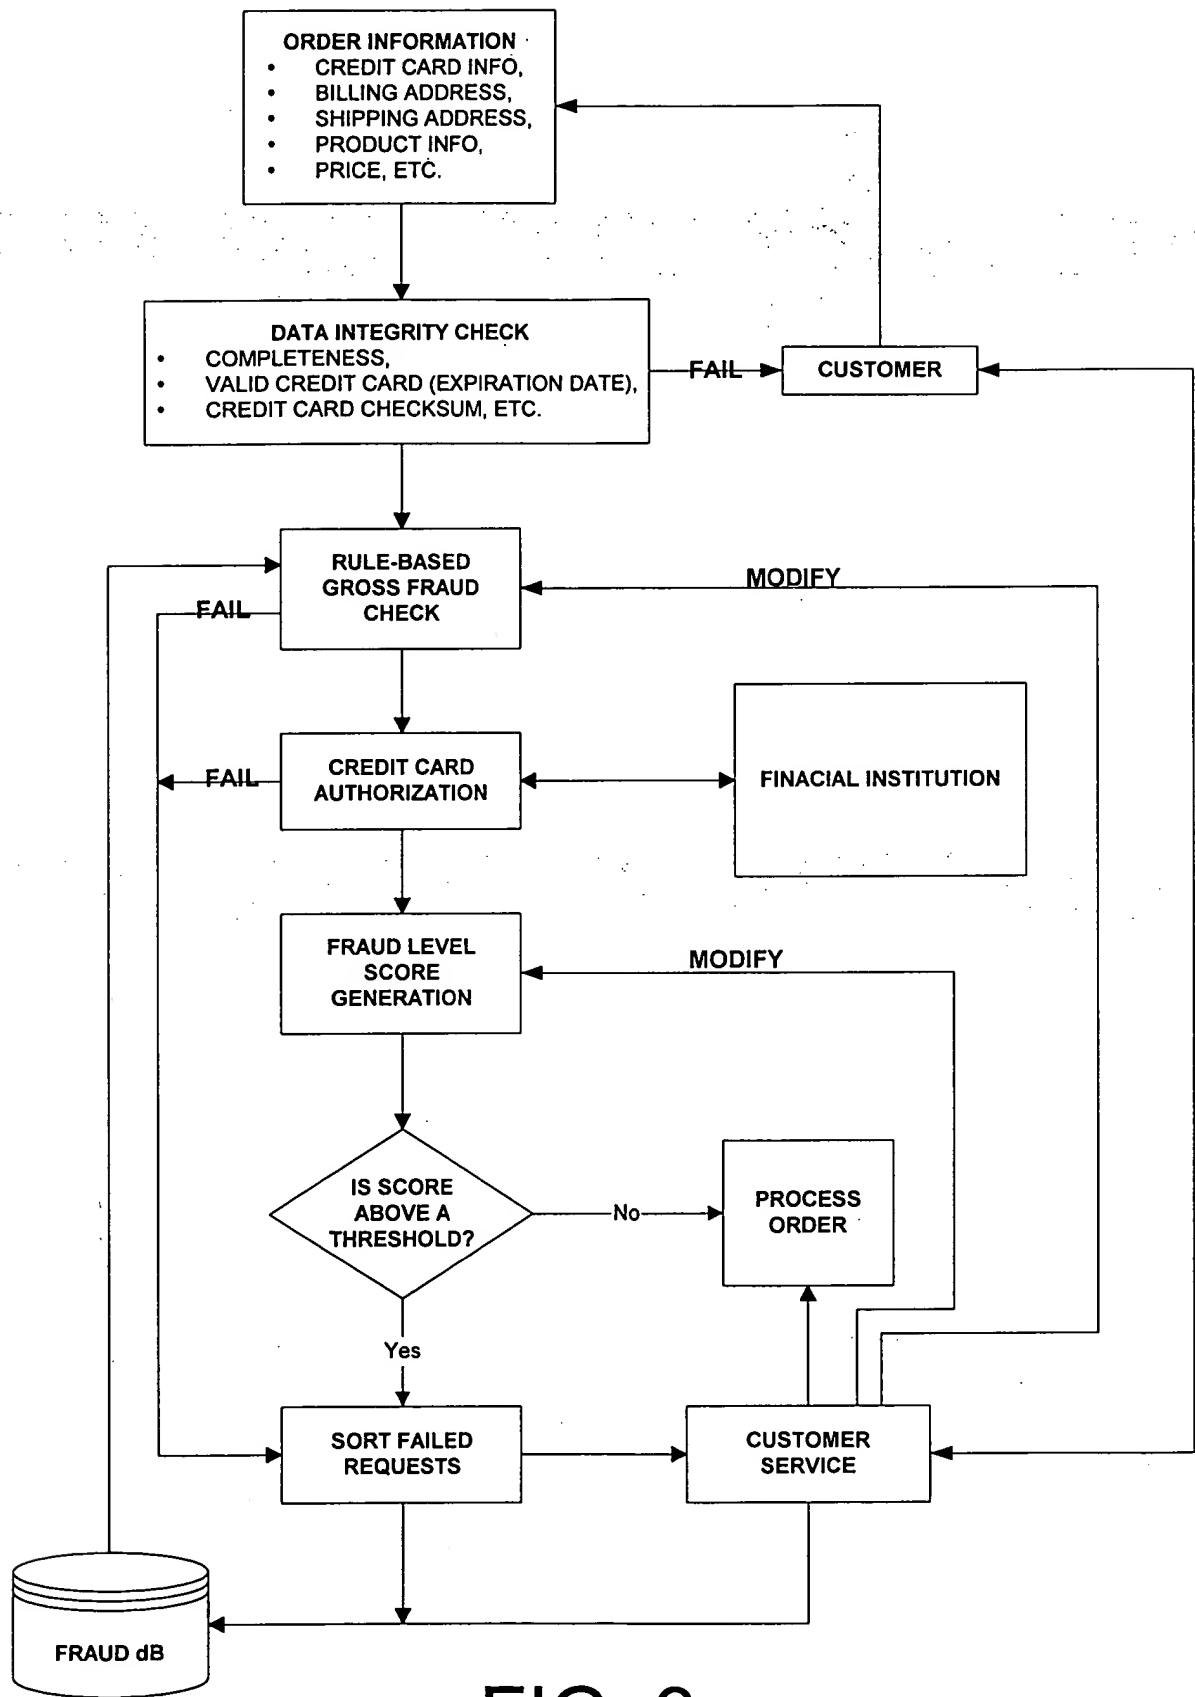 ORDER INFORMATION
• CREDIT CARD INFO,
• BILLING ADDRESS,
• SHIPPING ADDRESS,
• PRODUCT INFO,
• PRICE, ETC.
DATA INTEGRITY CHECK
• COMPLETENESS,
• VALID CREDIT CARD (EXPIRATION DATE),
• CREDIT CARD CHECKSUM, ETC.
FAIL
CUSTOMER
RULE-BASED
GROSS FRAUD
CHECK
MODIFY
FAIL
CREDIT CARD
AUTHORIZATION
FAIL
FINACIAL INSTITUTION
FRAUD LEVEL
SCORE
GENERATION
MODIFY
IS SCORE
ABOVE A
THRESHOLD?
No
PROCESS
ORDER
Yes
SORT FAILED
REQUESTS
CUSTOMER
SERVICE
FRAUD dB
FIG.